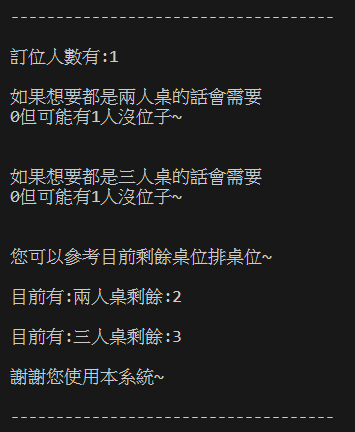 -----------------------------------
訂位人數有:1
如果想要都是兩人桌的話會需要
0但可能有1人沒位子~
如果想要都是三人桌的話會需要
0但可能有1人沒位子~
您可以參考目前剩餘桌位排桌位~
目前有:兩人桌剩餘:2
目前有:三人桌剩餘:3
謝謝您使用本系統~
-----------------------------------